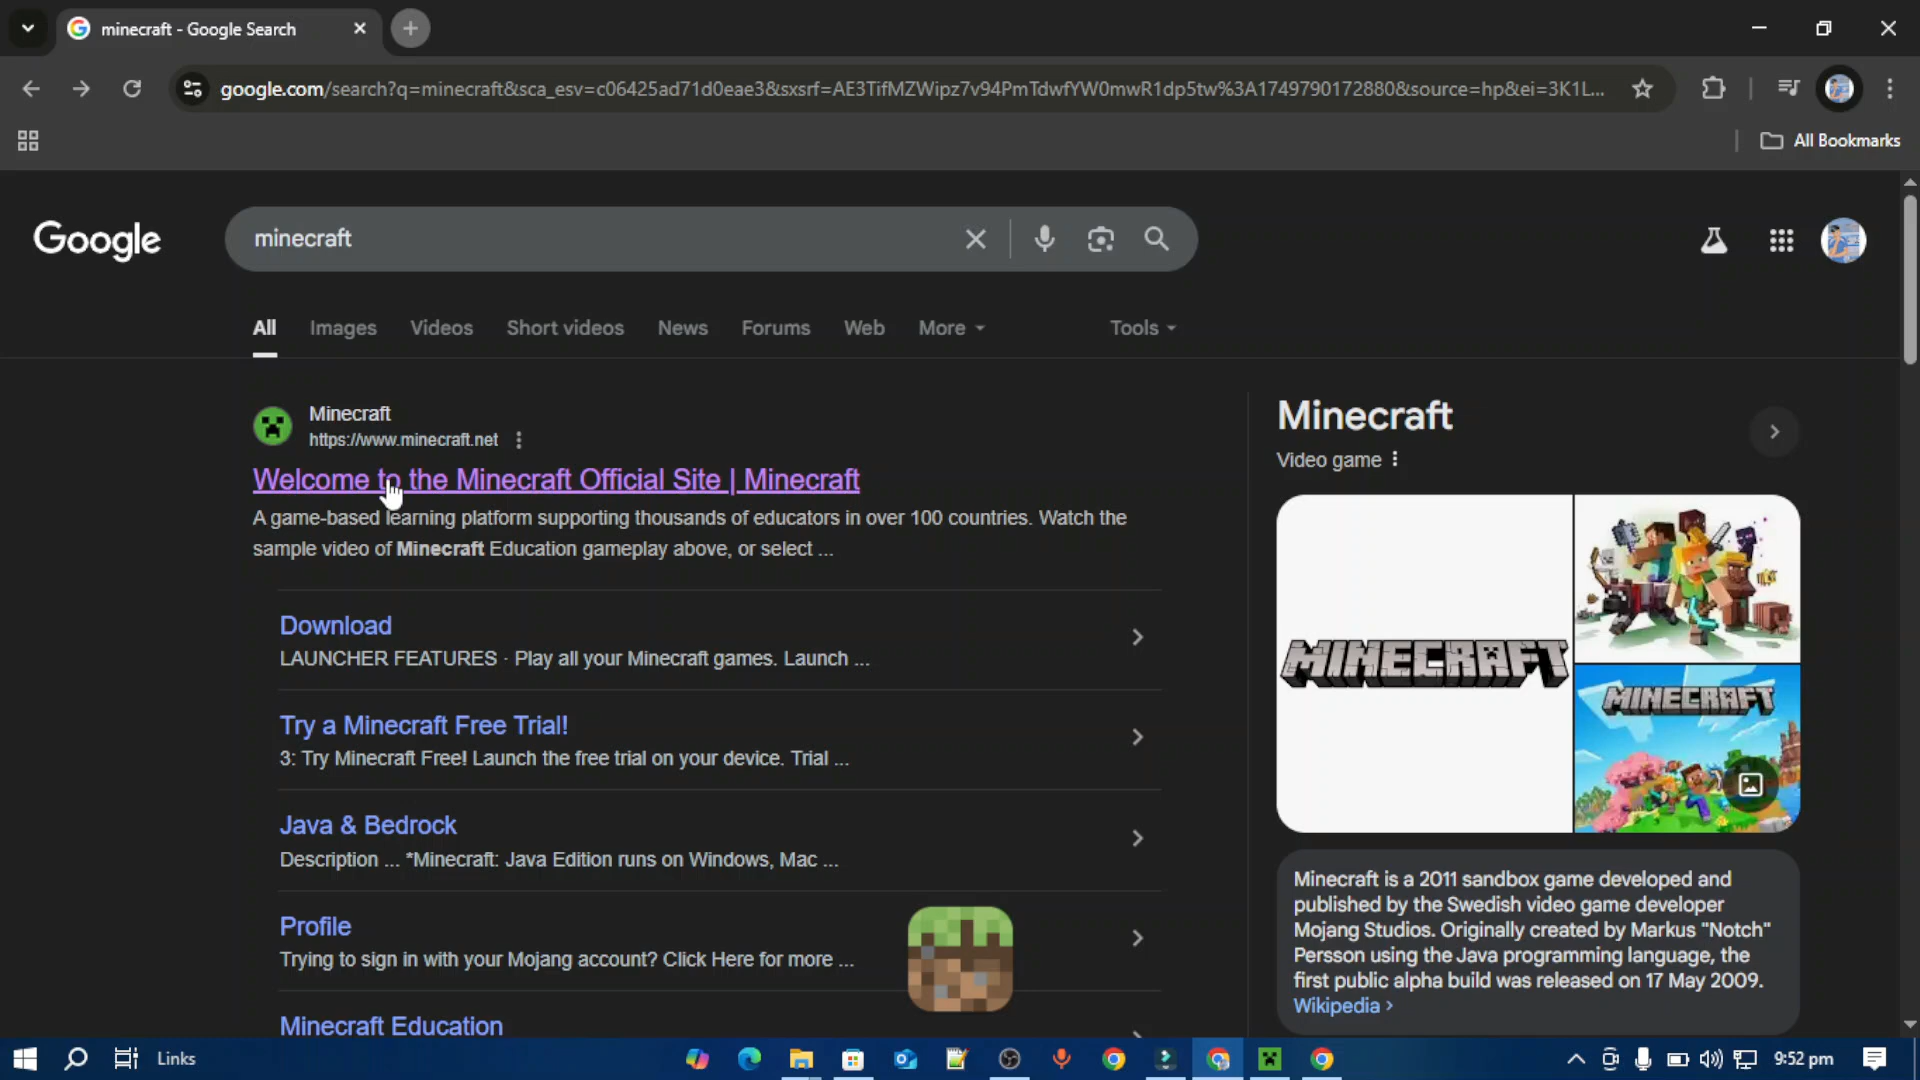 minecraft - Google Search
google.com/search?q=minecraft&sca_esv=c06425ad71d0eae3&sxsrf=AE3TifMZWipz7v94PmTdwfYW0mwR1dp5tw%3A1749790172880&source=hp&ei=3K1L...
All Bookmarks
Google
minecraft
All Images Videos Short videos News Forums Web More Tools
Minecraft
https://www.minecraft.net
Welcome to the Minecraft Official Site | Minecraft
A game-based learning platform supporting thousands of educators in over 100 countries. Watch the
sample video of Minecraft Education gameplay above, or select ...
Download
LAUNCHER FEATURES · Play all your Minecraft games. Launch ...
Try a Minecraft Free Trial!
3: Try Minecraft Free! Launch the free trial on your device. Trial ...
Java & Bedrock
Description ... *Minecraft: Java Edition runs on Windows, Mac ...
Profile
Trying to sign in with your Mojang account? Click Here for more ...
Minecraft Education
Minecraft
Video game
MINECRAFT
MINECRAFT
Minecraft is a 2011 sandbox game developed and
published by the Swedish video game developer
Mojang Studios. Originally created by Markus "Notch"
Persson using the Java programming language, the
first public alpha build was released on 17 May 2009.
Wikipedia
Links
9:52 pm